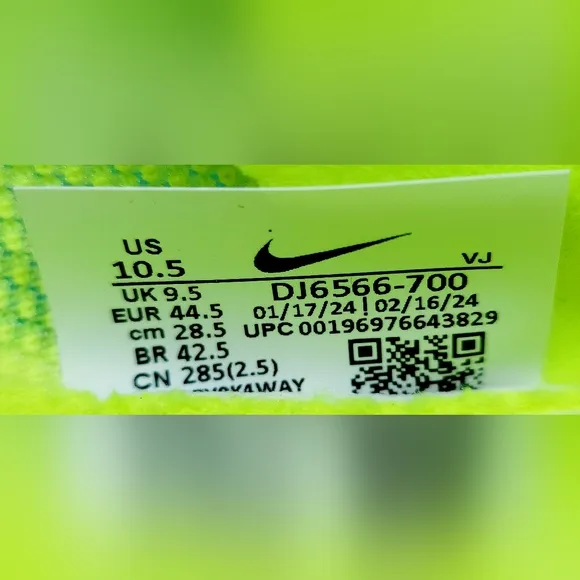 US
10.5
VJ
UK 9.5
DJ6566-700
EUR 44.5
01/17/24 | 02/16/24
cm 28.5
UPC 00196976643829
BR 42.5
CN 285(2.5)